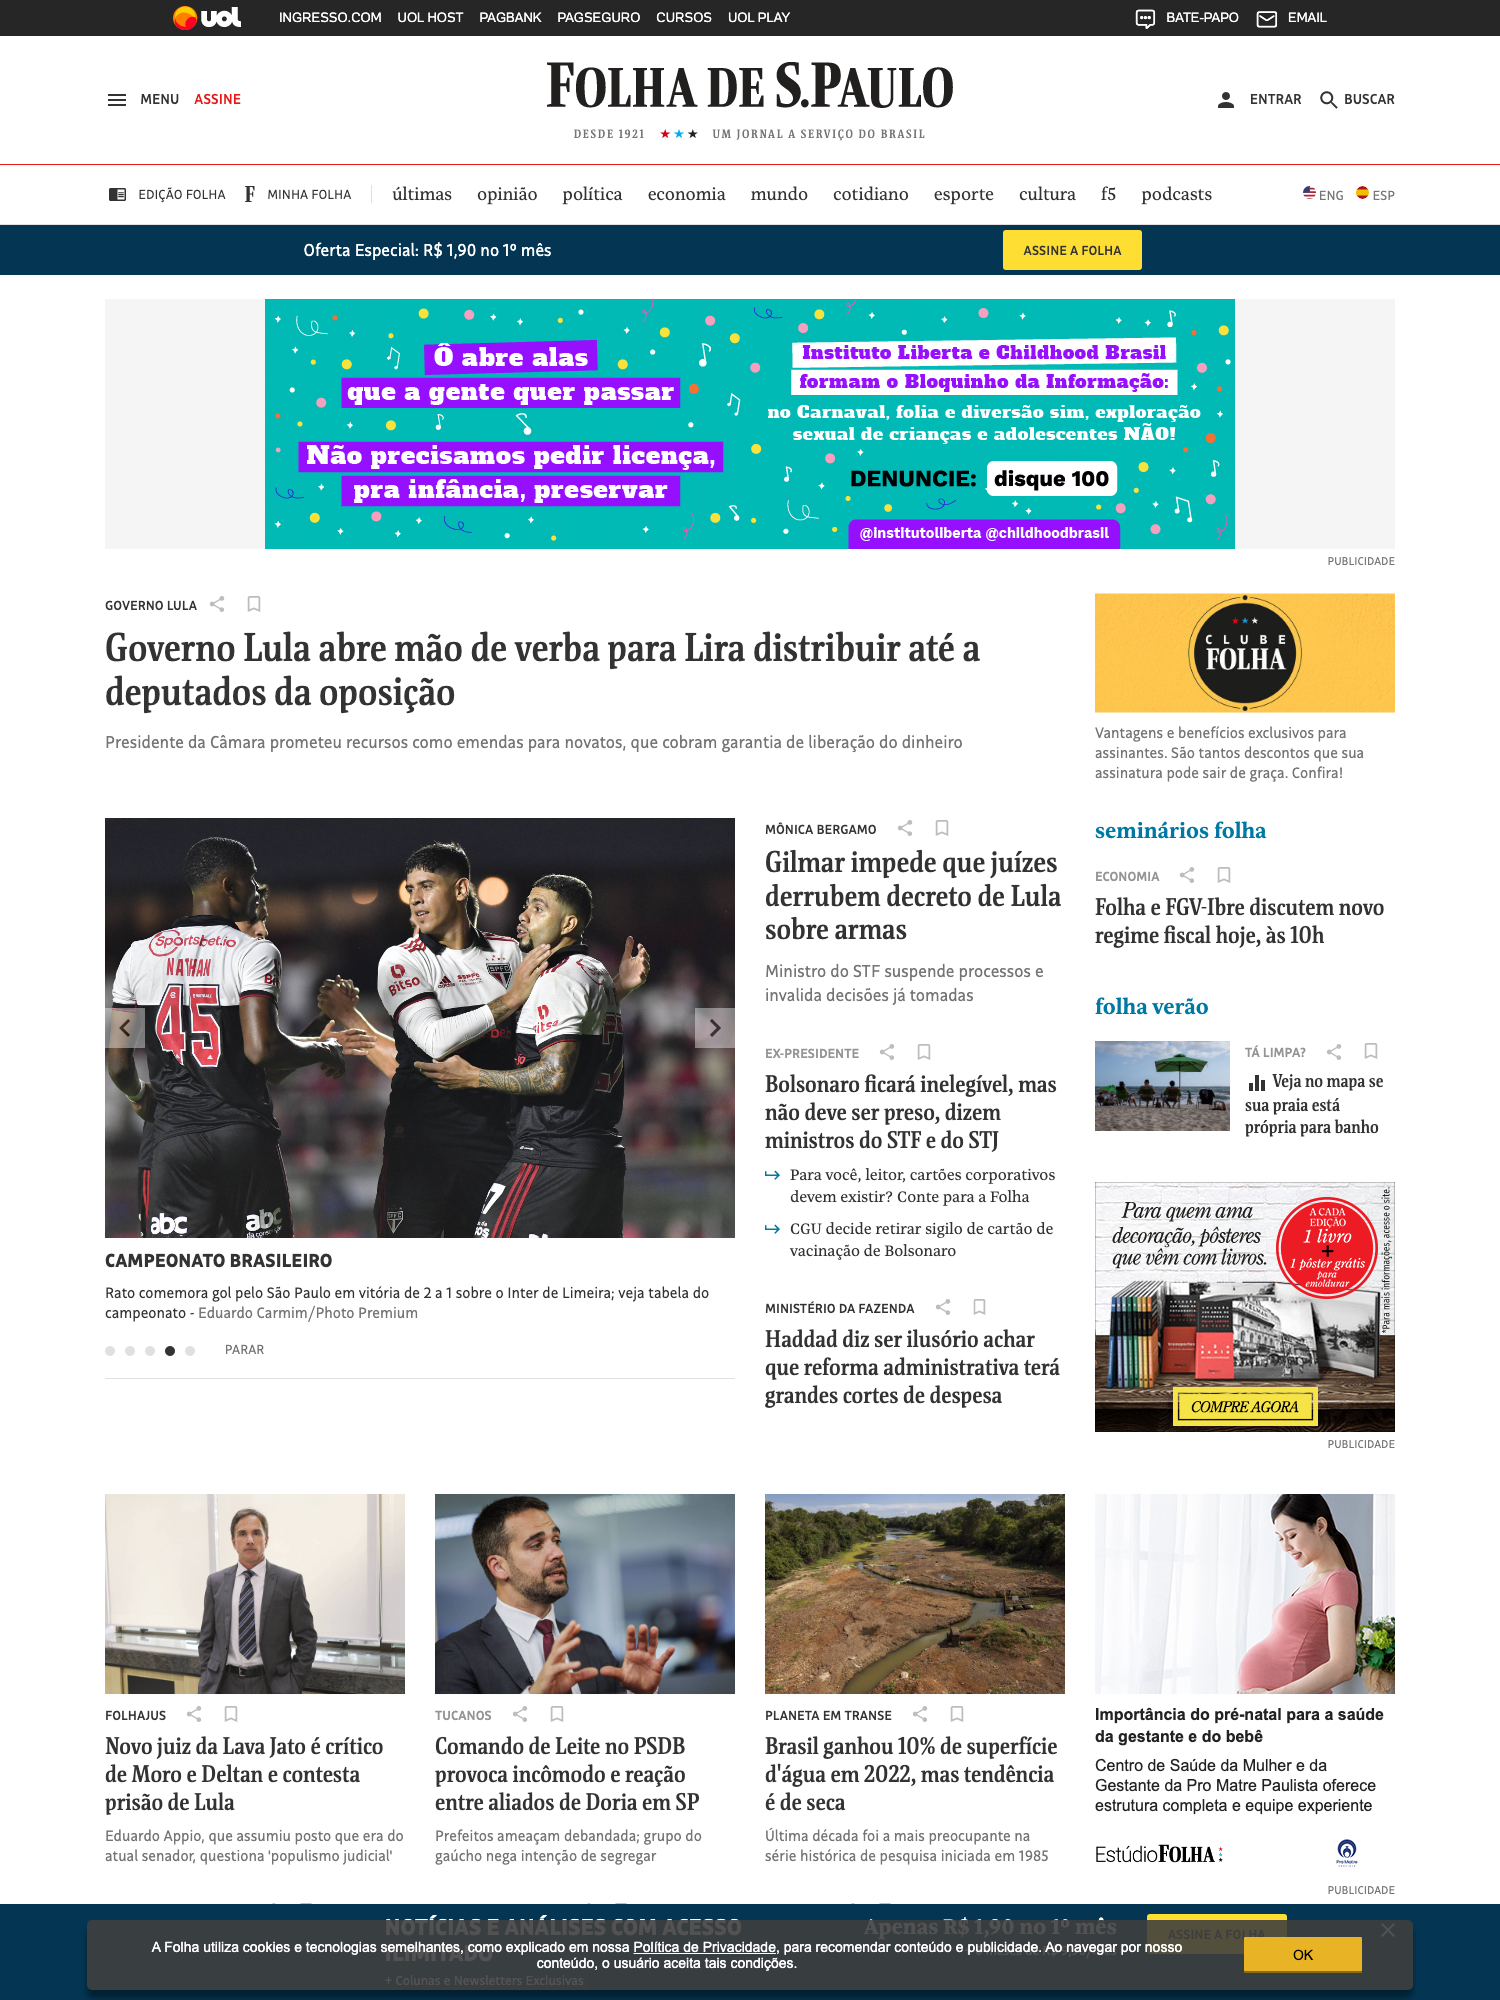 uol INGRESSO.COM UOL HOST PAGBANK PAGSEGURO CURSOS UOL PLAY BATE-PAPO EMAIL
MENU ASSINE
FOLHA DE S.PAULO
ENTRAR BUSCAR
DESDE 1921 ★★★ UM JORNAL A SERVIÇO DO BRASIL
EDIÇÃO FOLHA F MINHA FOLHA últimas opinião política economia mundo cotidiano esporte cultura f5 podcasts ENG ESP
Oferta Especial: R$ 1,90 no 1º mês ASSINE A FOLHA
Ô abre alas
que a gente quer passar
Não precisamos pedir licença,
pra infância, preservar
Instituto Liberta e Childhood Brasil
formam o Bloquinho da Informação:
no Carnaval, folia e diversão sim, exploração
sexual de crianças e adolescentes NÃO!
DENUNCIE: disque 100
@institutoliberta @childhoodbrasil
PUBLICIDADE
GOVERNO LULA
Governo Lula abre mão de verba para Lira distribuir até a
deputados da oposição
Presidente da Câmara prometeu recursos como emendas para novatos, que cobram garantia de liberação do dinheiro
CLUBE
FOLHA
Vantagens e benefícios exclusivos para
assinantes. São tantos descontos que sua
assinatura pode sair de graça. Confira!
Sportsbet.io
NATHAN
45
Bitso
SPFC
abc
abc
7
CAMPEONATO BRASILEIRO
Rato comemora gol pelo São Paulo em vitória de 2 a 1 sobre o Inter de Limeira; veja tabela do
campeonato - Eduardo Carmim/Photo Premium
PARAR
MÔNICA BERGAMO
Gilmar impede que juízes
derrubem decreto de Lula
sobre armas
Ministro do STF suspende processos e
invalida decisões já tomadas
EX-PRESIDENTE
Bolsonaro ficará inelegível, mas
não deve ser preso, dizem
ministros do STF e do STJ
Para você, leitor, cartões corporativos
devem existir? Conte para a Folha
CGU decide retirar sigilo de cartão de
vacinação de Bolsonaro
MINISTÉRIO DA FAZENDA
Haddad diz ser ilusório achar
que reforma administrativa terá
grandes cortes de despesa
seminários folha
ECONOMIA
Folha e FGV-Ibre discutem novo
regime fiscal hoje, às 10h
folha verão
TÁ LIMPA?
Veja no mapa se
sua praia está
própria para banho
Para quem ama
decoração, pôsteres
que vêm com livros.
A CADA
EDIÇÃO
1 livro
+
1 pôster grátis
para
emoldurar
*Para mais informações, acesse o site.
COMPRE AGORA
PUBLICIDADE
FOLHAJUS
Novo juiz da Lava Jato é crítico
de Moro e Deltan e contesta
prisão de Lula
Eduardo Appio, que assumiu posto que era do
atual senador, questiona 'populismo judicial'
TUCANOS
Comando de Leite no PSDB
provoca incômodo e reação
entre aliados de Doria em SP
Prefeitos ameaçam debandada; grupo do
gaúcho nega intenção de segregar
PLANETA EM TRANSE
Brasil ganhou 10% de superfície
d'água em 2022, mas tendência
é de seca
Última década foi a mais preocupante na
série histórica de pesquisa iniciada em 1985
Importância do pré-natal para a saúde
da gestante e do bebê
Centro de Saúde da Mulher e da
Gestante da Pro Matre Paulista oferece
estrutura completa e equipe experiente
EstúdioFOLHA
Pro Matre
PUBLICIDADE
NOTÍCIAS E ANÁLISES COM ACESSO
ILIMITADO
+ Colunas e Newsletters Exclusivas
Apenas R$ 1,90 no 1º mês
ASSINE A FOLHA
A Folha utiliza cookies e tecnologias semelhantes, como explicado em nossa Política de Privacidade, para recomendar conteúdo e publicidade. Ao navegar por nosso
conteúdo, o usuário aceita tais condições.
OK